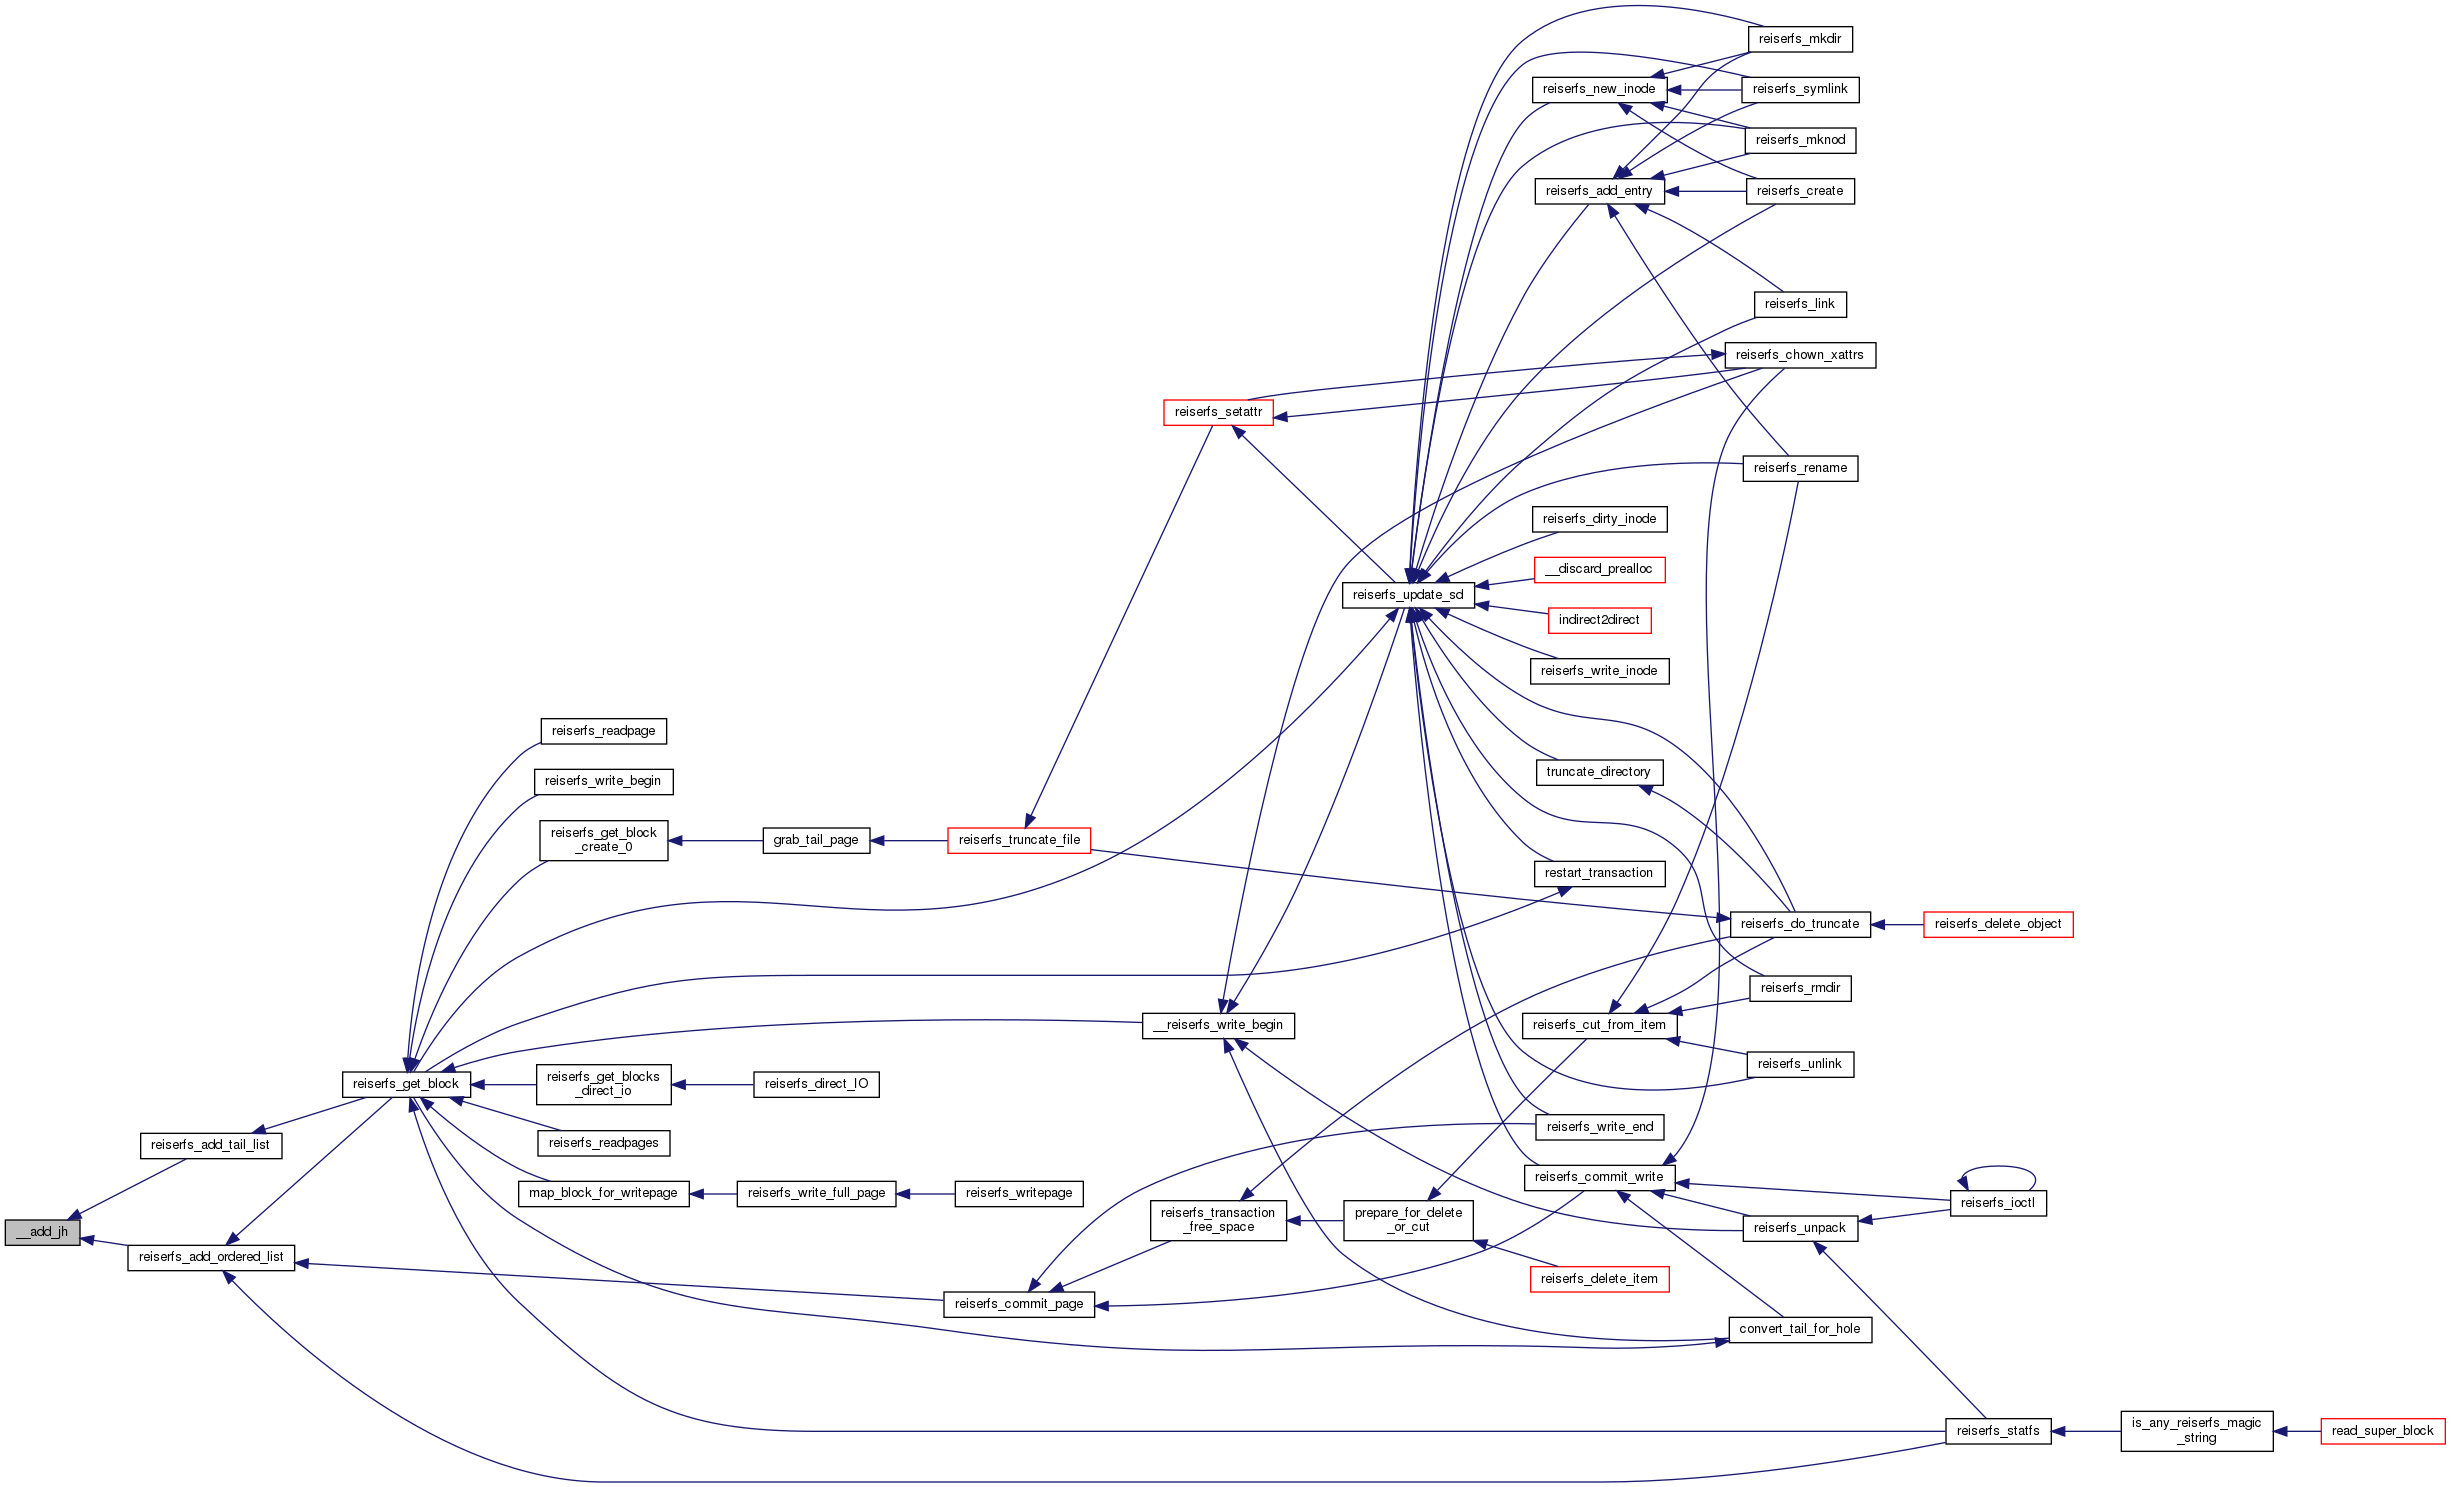 reiserfs_mkdir
reiserfs_new_inode
reiserfs_symlink
reiserfs_mknod
reiserfs_add_entry
reiserfs_create
reiserfs_link
reiserfs_chown_xattrs
reiserfs_setattr
reiserfs_rename
reiserfs_dirty_inode
__discard_prealloc
reiserfs_update_sd
indirect2direct
reiserfs_write_inode
reiserfs_readpage
truncate_directory
reiserfs_write_begin
reiserfs_get_block
_create_0
grab_tail_page
reiserfs_truncate_file
restart_transaction
reiserfs_do_truncate
reiserfs_delete_object
reiserfs_rmdir
__reiserfs_write_begin
reiserfs_cut_from_item
reiserfs_unlink
reiserfs_get_block
reiserfs_get_blocks
_direct_io
reiserfs_direct_IO
reiserfs_write_end
reiserfs_add_tail_list
reiserfs_readpages
reiserfs_commit_write
map_block_for_writepage
reiserfs_write_full_page
reiserfs_writepage
reiserfs_ioctl
reiserfs_transaction
_free_space
prepare_for_delete
_or_cut
reiserfs_unpack
__add_jh
reiserfs_add_ordered_list
reiserfs_delete_item
reiserfs_commit_page
convert_tail_for_hole
reiserfs_statfs
is_any_reiserfs_magic
_string
read_super_block